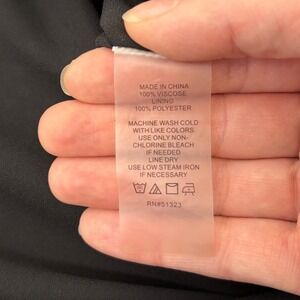 MADE IN CHINA
100% VISCOSE
LINING
100% POLYESTER
MACHINE WASH COLD
WITH LIKE COLORS
USE ONLY NON-
CHLORINE BLEACH
IF NEEDED
LINE DRY
USE LOW STEAM IRON
IF NECESSARY
RN#51323